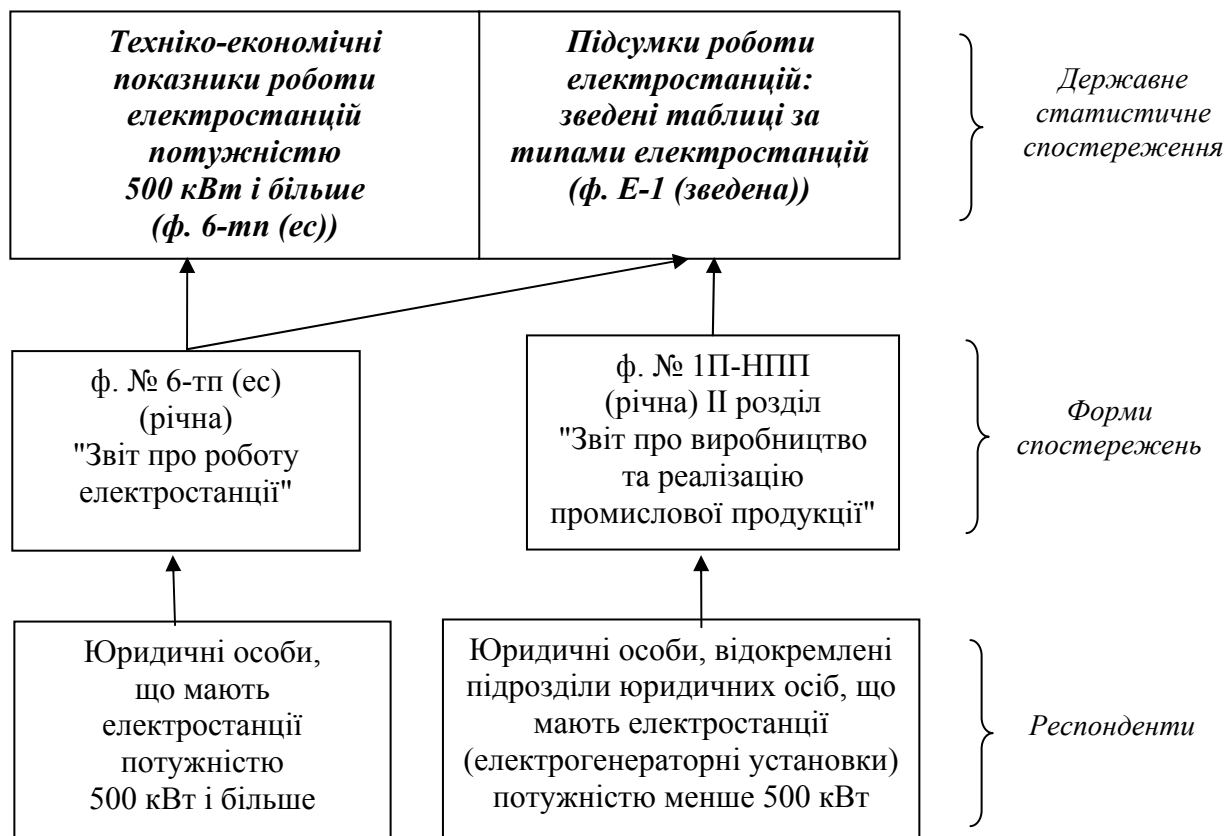 Техніко-економічні
показники роботи
електростанцій
потужністю
500 кВт і більше
(ф. 6-тп (ес))
Підсумки роботи
електростанцій:
зведені таблиці за
типами електростанцій
(ф. Е-1 (зведена))
Державне
статистичне
спостереження
ф. № 6-тп (ес)
(річна)
"Звіт про роботу
електростанції"
ф. № 1П-НПП
(річна) ІІ розділ
"Звіт про виробництво
та реалізацію
промислової продукції"
Форми
спостережень
Юридичні особи,
що мають
електростанції
потужністю
500 кВт і більше
Юридичні особи, відокремлені
підрозділи юридичних осіб, що
мають електростанції
(електрогенераторні установки)
потужністю менше 500 кВт
Респонденти